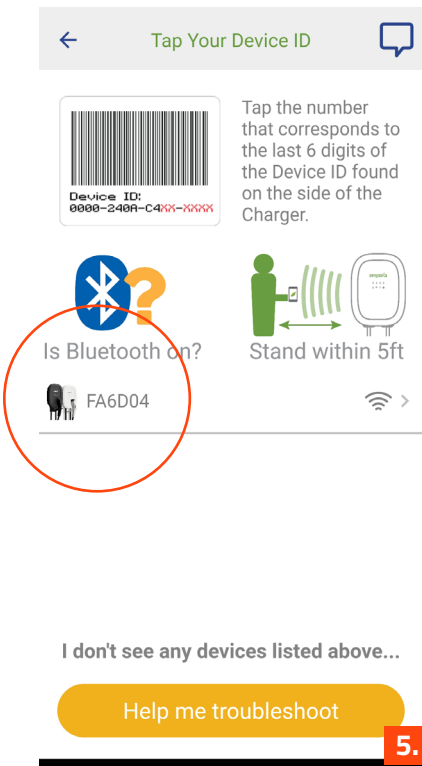 Tap Your Device ID
Device ID:
0000-240A-C4XX-XXXX
Tap the number
that corresponds to
the last 6 digits of
the Device ID found
on the side of the
Charger.
Is Bluetooth on?
Stand within 5ft
FA6D04
I don't see any devices listed above...
Help me troubleshoot
5.